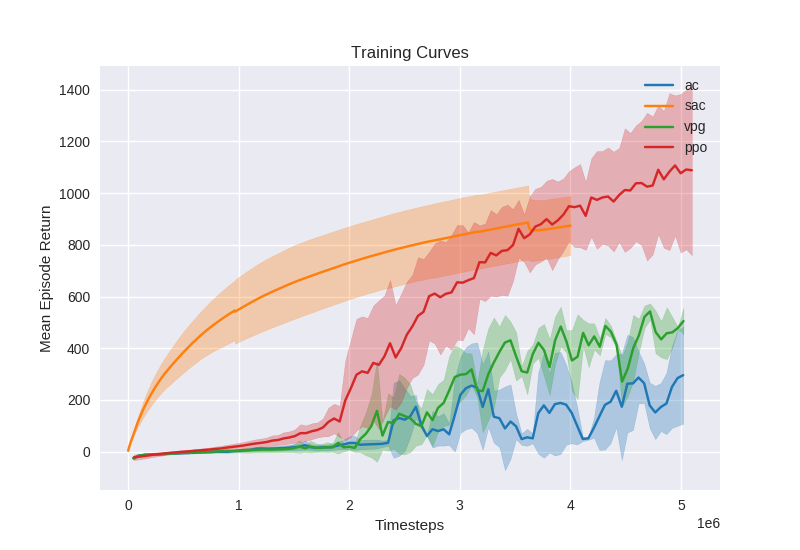 Training Curves
1400
1200
1000
800
600
400
200
0
Mean Episode Return
ac
sac
vpg
ppo
0
1
2
3
4
5
1e6
Timesteps